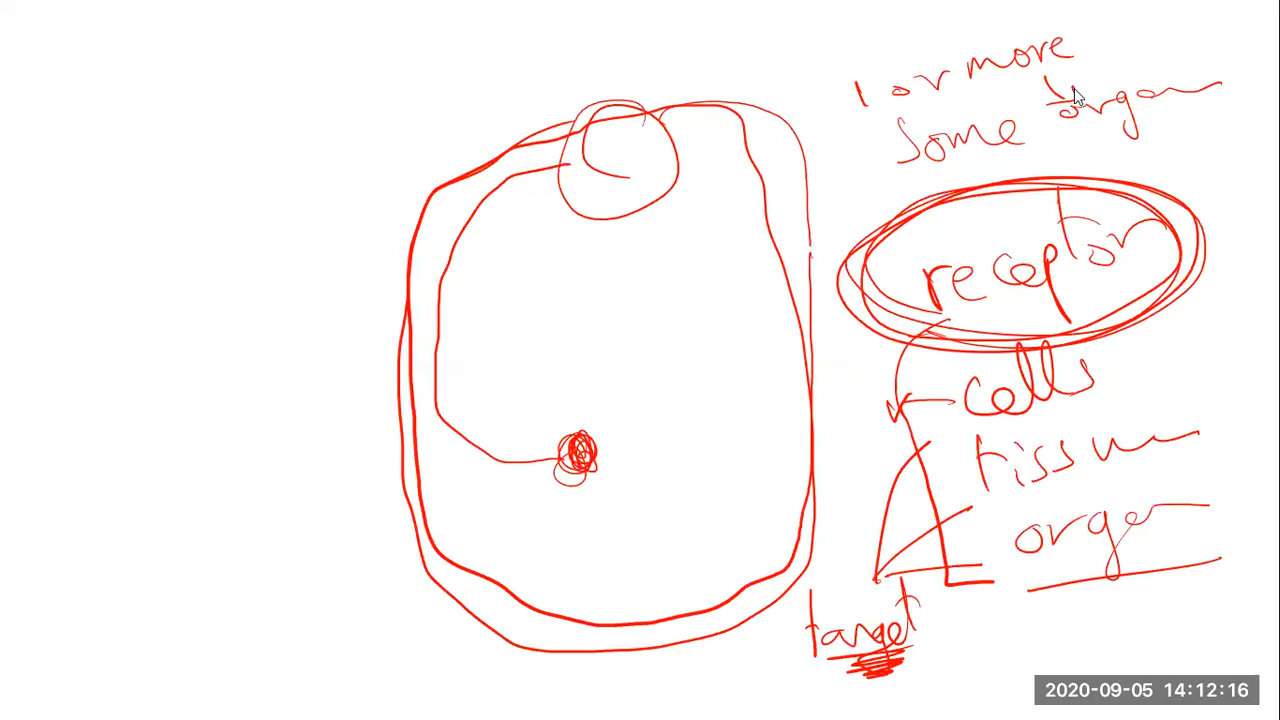 1 or more
some organ
receptor
cells
tissue
organ
target
2020-09-05 14:12:16